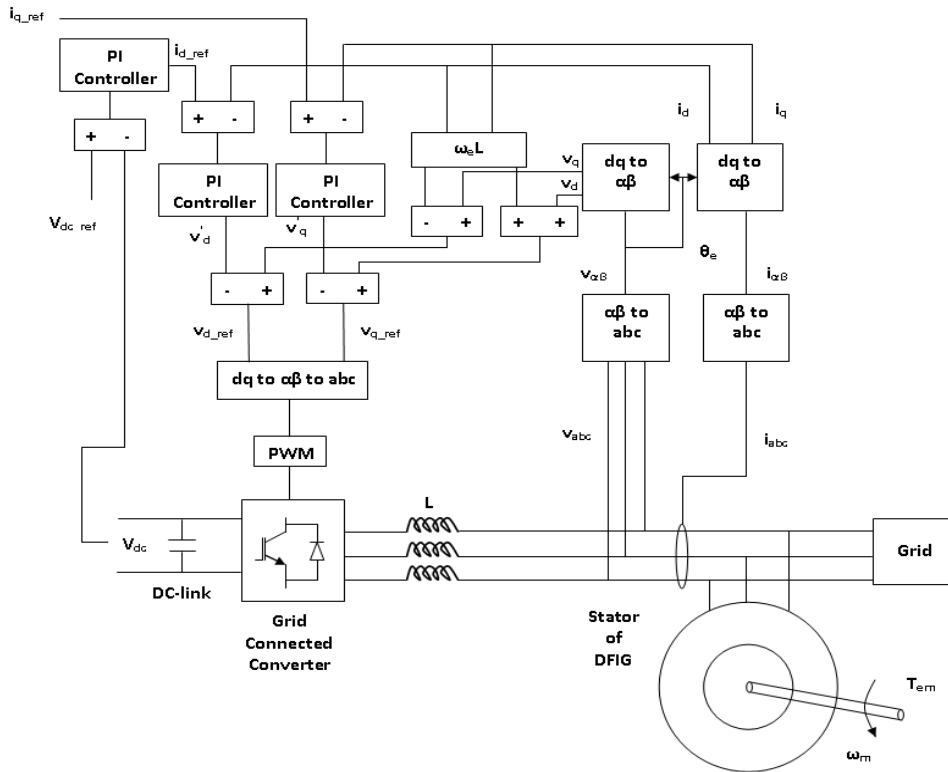 i_q_ref
PI
Controller
i_d_ref
+ -
+ -
+ -
V_dc_ref
PI
Controller
PI
Controller
v'_d
v'_q
ω_eL
- +
+ +
v_q
v_d
dq to
αβ
dq to
αβ
i_d
i_q
θ_e
- +
- +
v_d_ref
v_q_ref
v_αβ
i_αβ
αβ to
abc
αβ to
abc
dq to αβ to abc
v_abc
i_abc
PWM
L
V_dc
DC-link
Grid
Connected
Converter
Grid
Stator
of
DFIG
T_em
ω_m